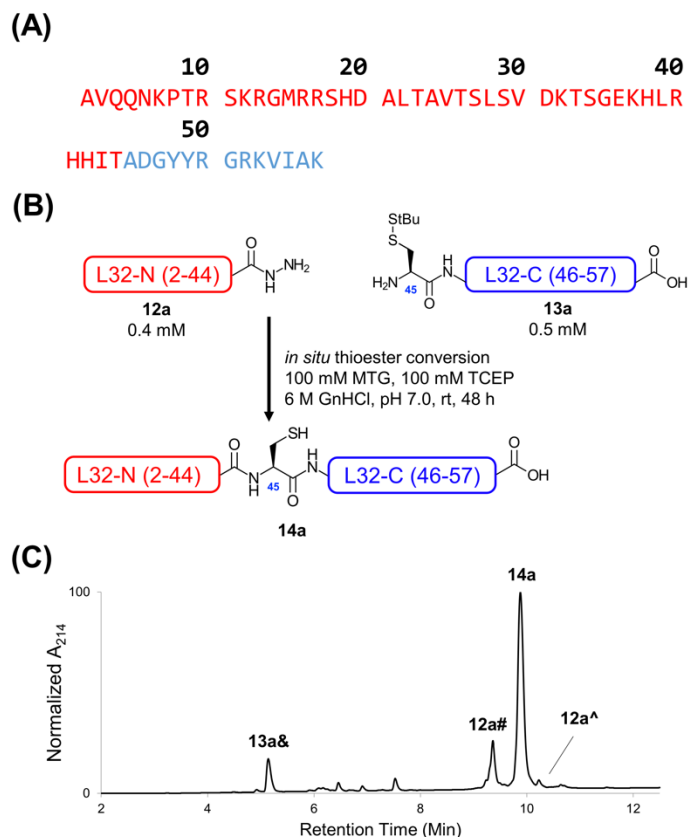 (A)
10 20 30 40
AVQQNKPTR SKRGMRRSHD ALTAVTSLSV DKTSGEKHLR
50
HHITADGYYR GRKVIAK
(B)
StBu
S
O
L32-N (2-44)
N
H
NH2
12a
0.4 mM
H2N
45
O
H
N
L32-C (46-57)
O
OH
13a
0.5 mM
in situ thioester conversion
100 mM MTG, 100 mM TCEP
6 M GnHCl, pH 7.0, rt, 48 h
L32-N (2-44)
O
N
H
SH
45
O
H
N
L32-C (46-57)
O
OH
14a
(C)
100
0
Normalized A214
13a&
12a#
14a
12a^
2 4 6 8 10 12
Retention Time (Min)